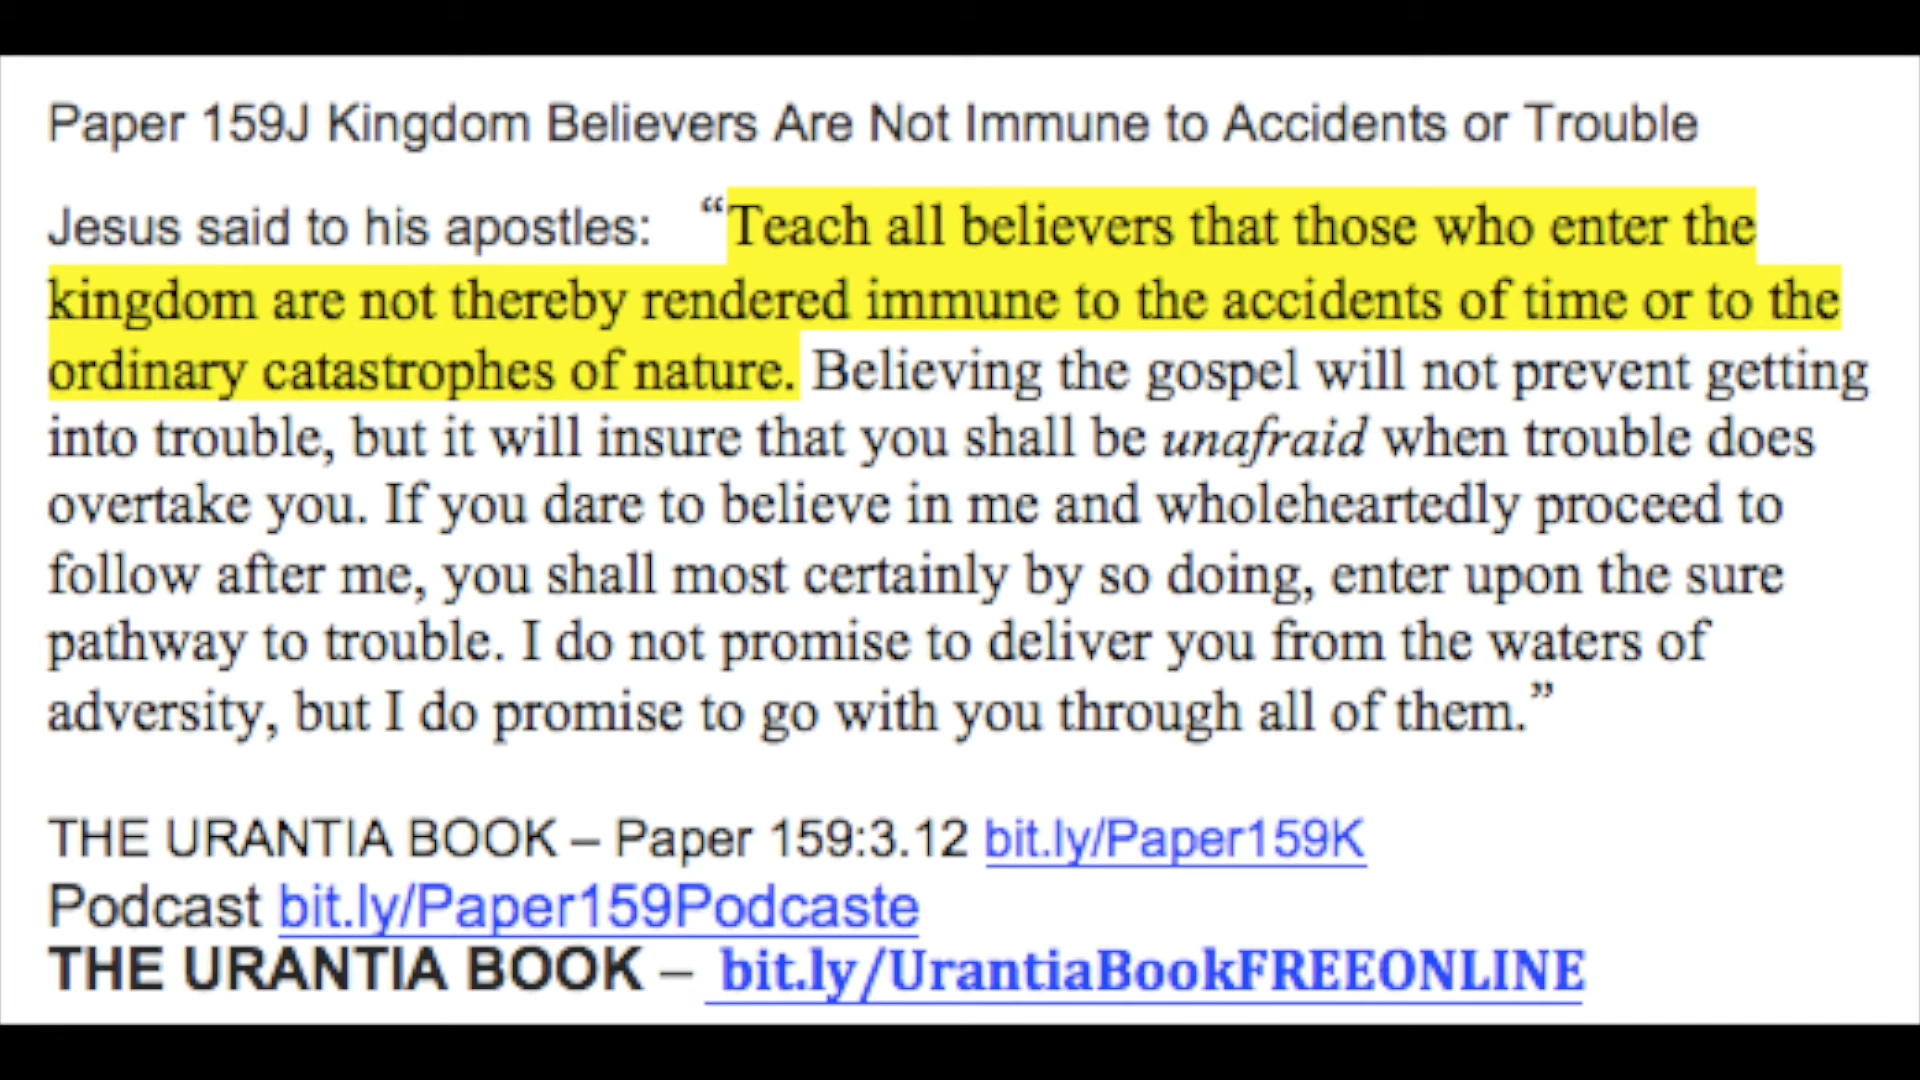 Paper 159J Kingdom Believers Are Not Immune to Accidents or Trouble
Jesus said to his apostles: “Teach all believers that those who enter the
kingdom are not thereby rendered immune to the accidents of time or to the
ordinary catastrophes of nature. Believing the gospel will not prevent getting
into trouble, but it will insure that you shall be unafraid when trouble does
overtake you. If you dare to believe in me and wholeheartedly proceed to
follow after me, you shall most certainly by so doing, enter upon the sure
pathway to trouble. I do not promise to deliver you from the waters of
adversity, but I do promise to go with you through all of them.”
THE URANTIA BOOK – Paper 159:3.12 bit.ly/Paper159K
Podcast bit.ly/Paper159Podcaste
THE URANTIA BOOK – bit.ly/UrantiaBookFREEONLINE